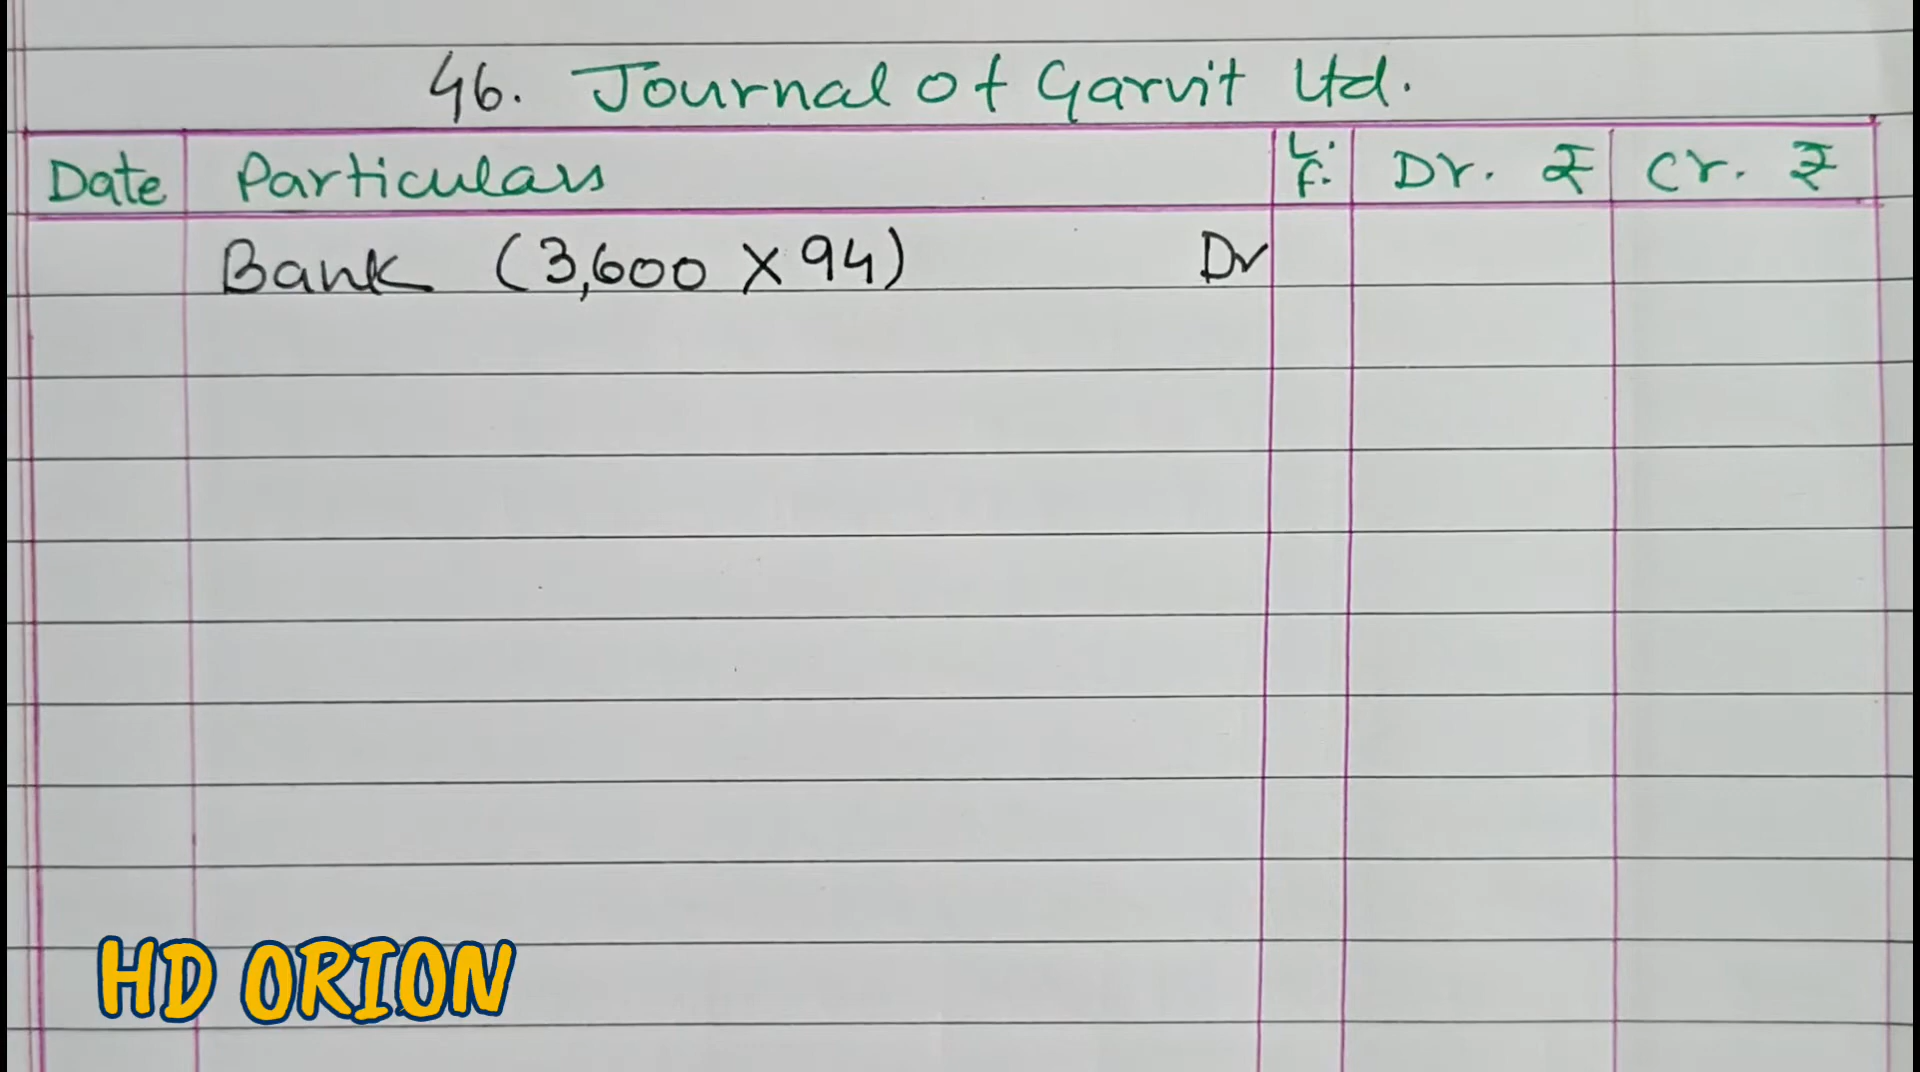 46. Journal of Garvit Ltd.
Date Particulars L.F. Dr. ₹ Cr. ₹
Bank (3,600 X 94) Dr
HD ORION